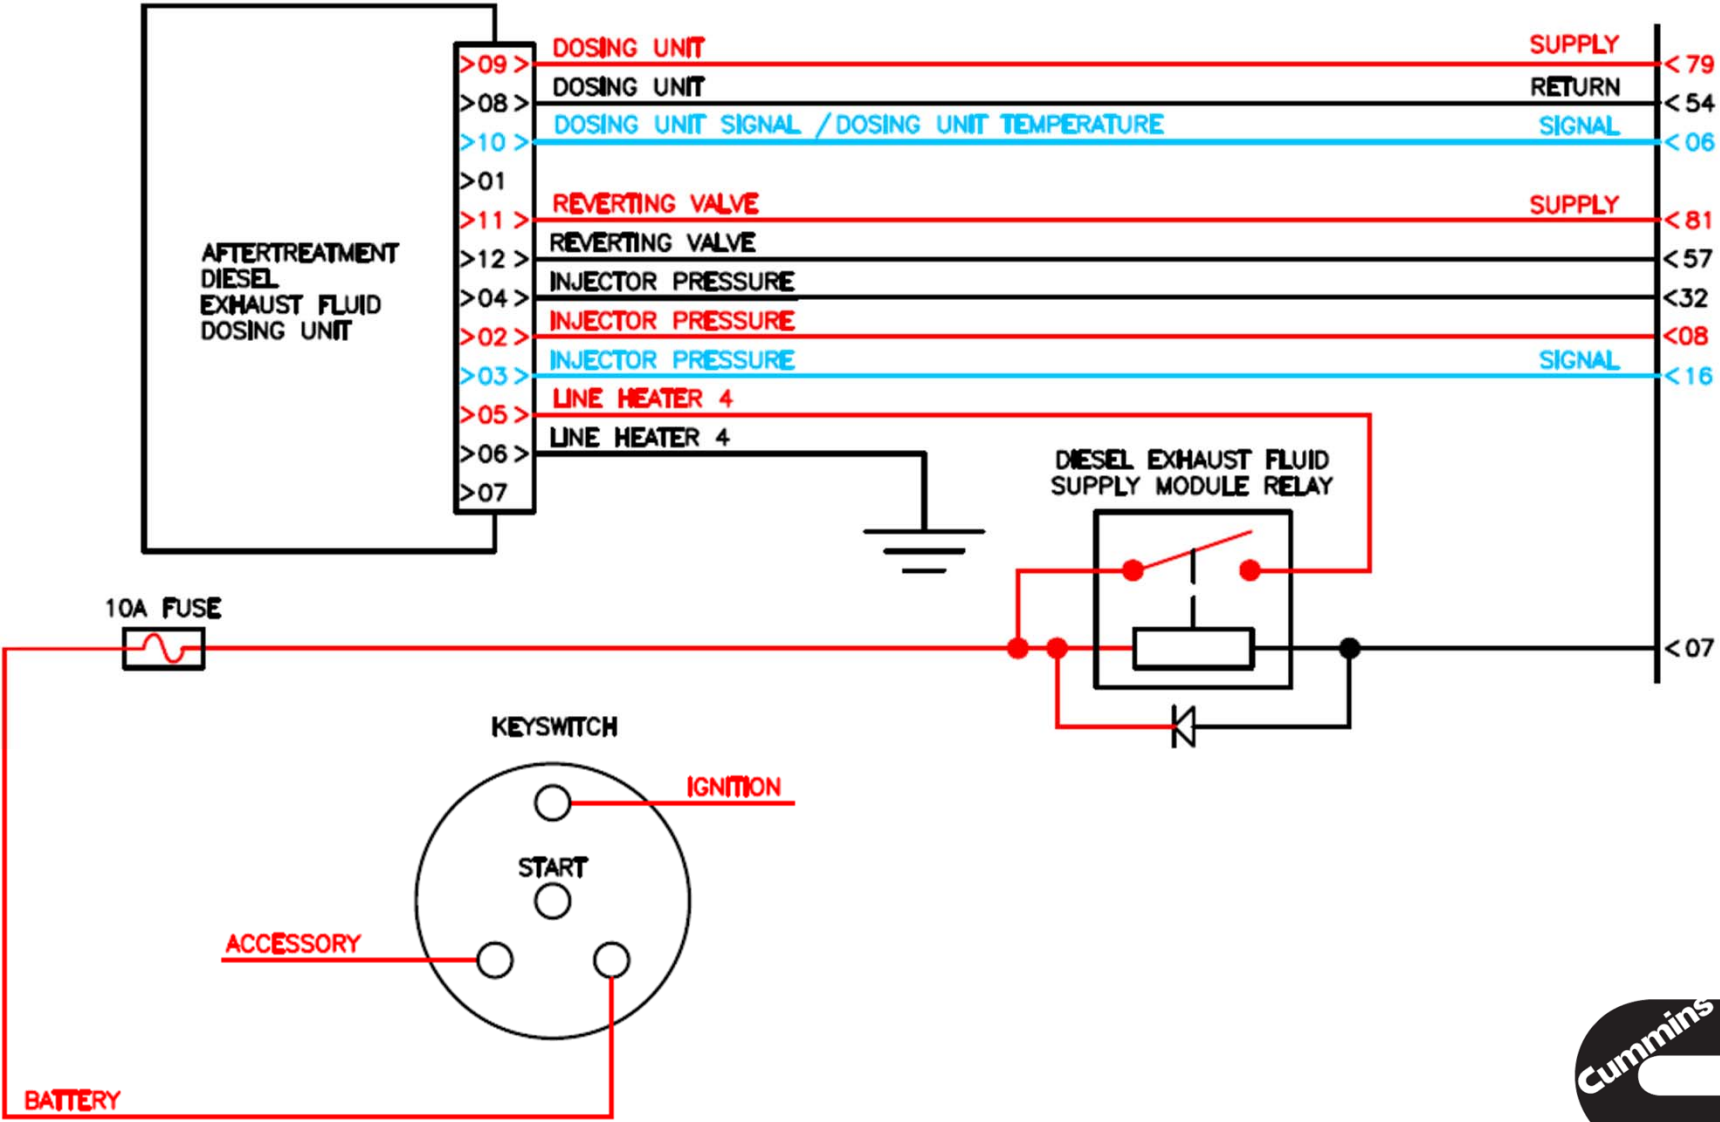 >09> DOSING UNIT SUPPLY <79
>08> DOSING UNIT RETURN <54
>10> DOSING UNIT SIGNAL / DOSING UNIT TEMPERATURE SIGNAL <06
>01
>11> REVERTING VALVE SUPPLY <81
>12> REVERTING VALVE <57
>04> INJECTOR PRESSURE <32
>02> INJECTOR PRESSURE <08
>03> INJECTOR PRESSURE SIGNAL <16
>05> LINE HEATER 4
>06> LINE HEATER 4
>07
AFTERTREATMENT
DIESEL
EXHAUST FLUID
DOSING UNIT
DIESEL EXHAUST FLUID
SUPPLY MODULE RELAY
10A FUSE
<07
KEYSWITCH
IGNITION
START
ACCESSORY
BATTERY
Cummins